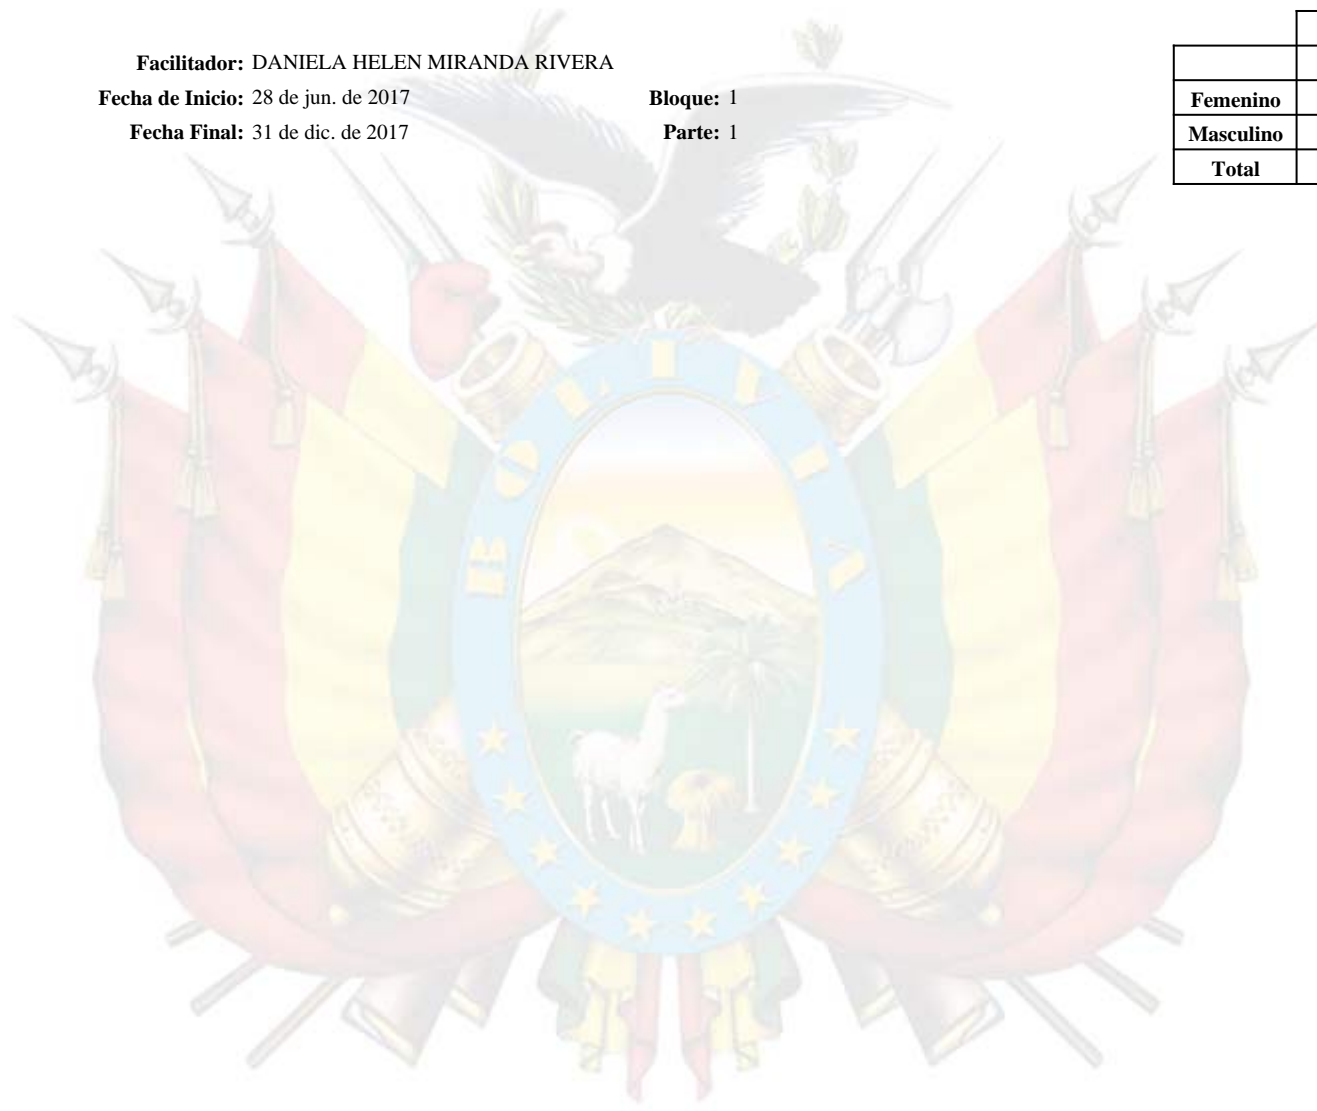 Facilitador: DANIELA HELEN MIRANDA RIVERA
Fecha de Inicio: 28 de jun. de 2017 Bloque: 1
Fecha Final: 31 de dic. de 2017 Parte: 1
Femenino
Masculino
Total
BOLIVIA